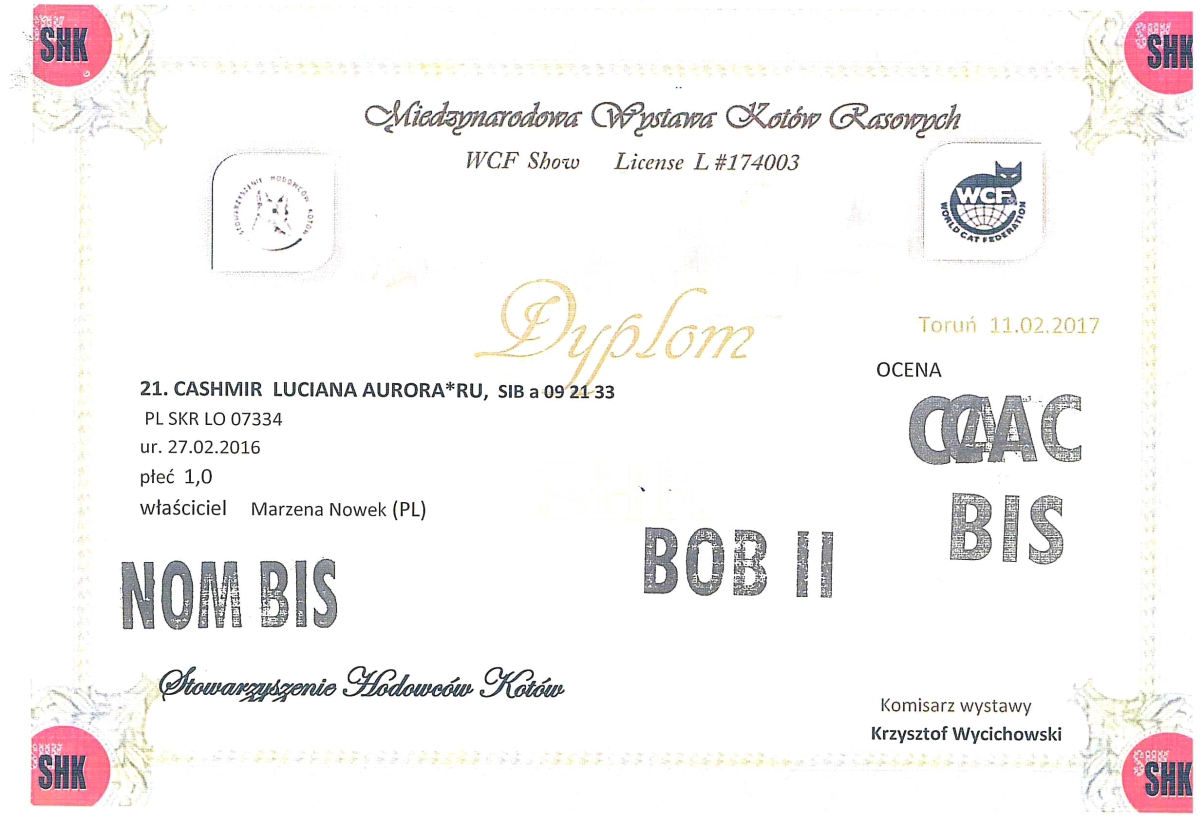 SHK
SHK
Miedzynarodowa Wystawa Kotów Rasowych
WCF Show License L #174003
STOWARZYSZENIE HODOWCÓW KOTÓW
WCF
WORLD CAT FEDERATION
Dyplom
Toruń 11.02.2017
OCENA
21. CASHMIR LUCIANA AURORA*RU, SIB a 09 21 33
PL SKR LO 07334
ur. 27.02.2016
płeć 1,0
właściciel Marzena Nowek (PL)
BIS
BOB II
NOM BIS
Stowarzyszenie Hodowców Kotów
Komisarz wystawy
Krzysztof Wycichowski
SHK
SHK